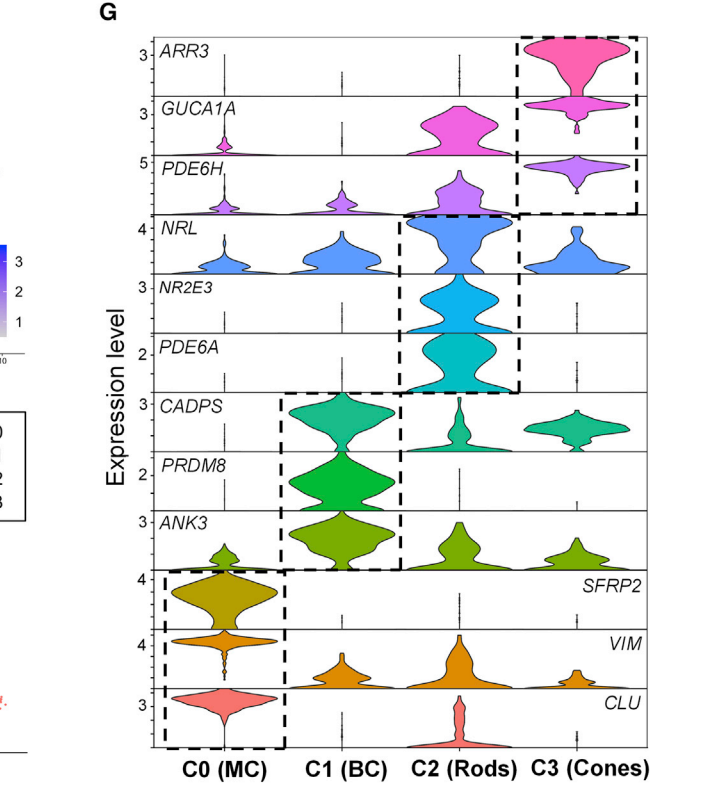 G
ARR3
3
GUCA1A
3
PDE6H
5
NRL
4
NR2E3
3
PDE6A
2
CADPS
3
PRDM8
2
ANK3
3
SFRP2
4
VIM
4
CLU
3
Expression level
C0 (MC) C1 (BC) C2 (Rods) C3 (Cones)
3
2
1
10